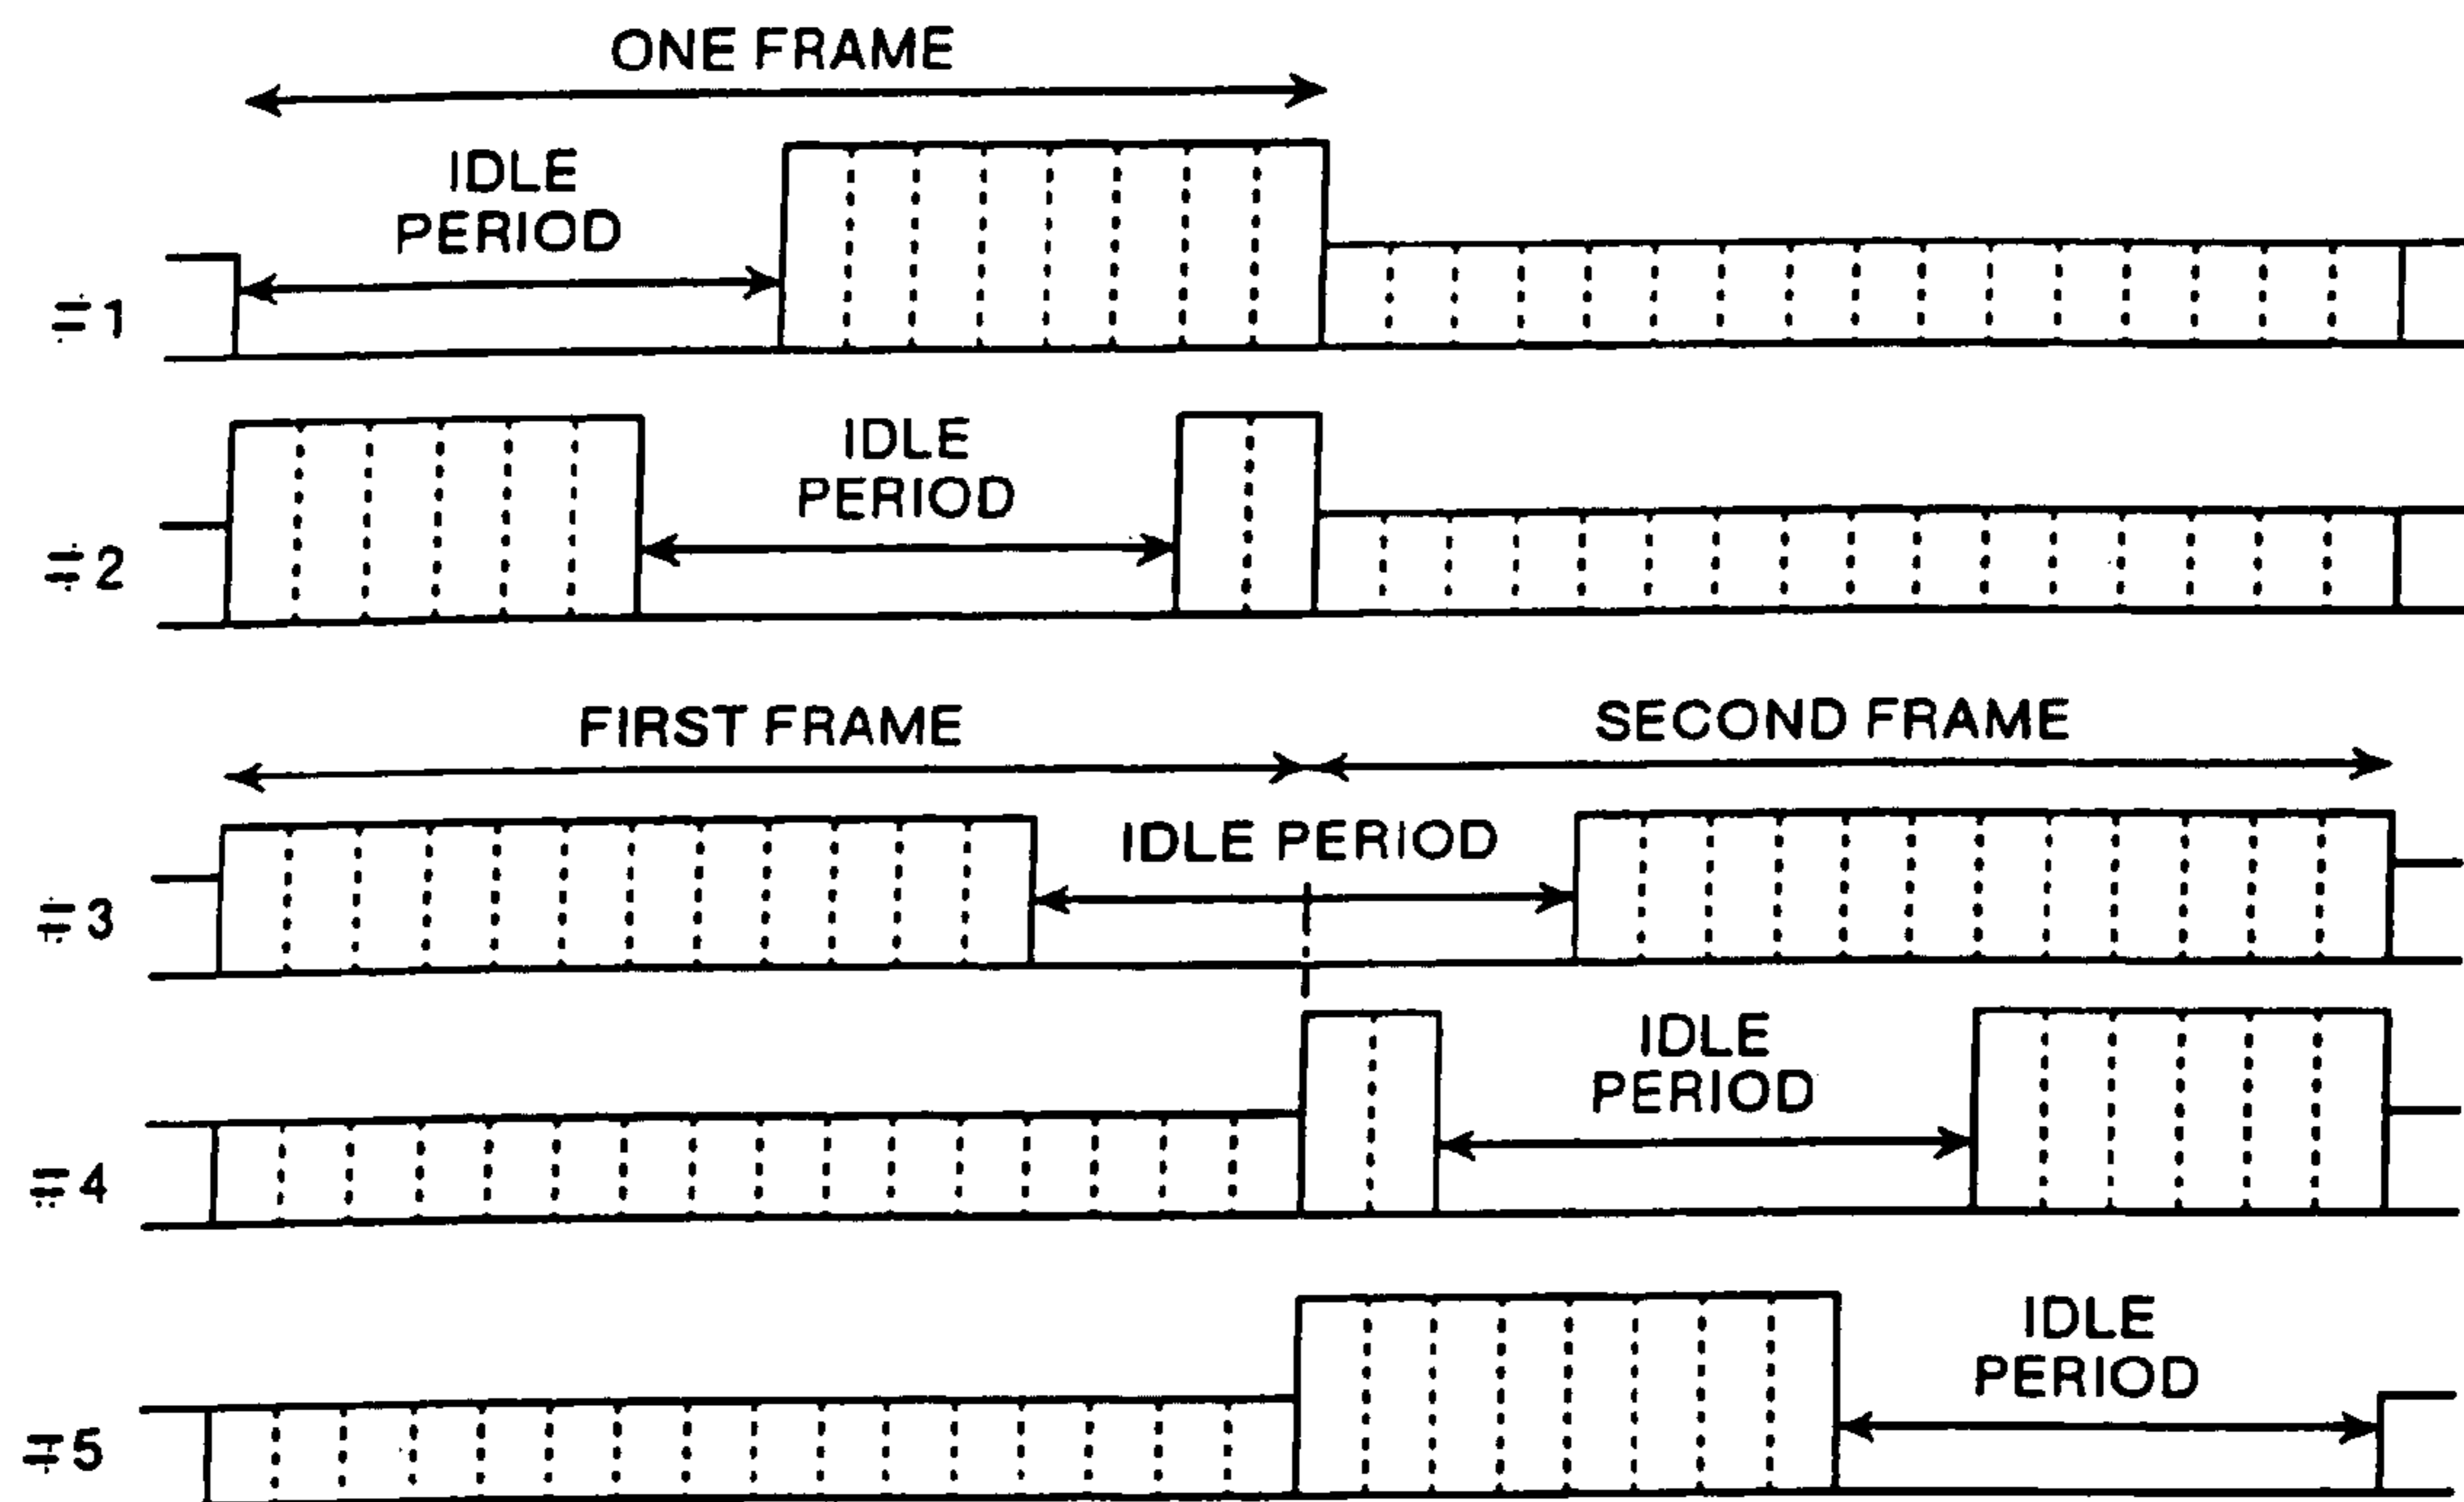 ONE FRAME
IDLE
PERIOD
#1
IDLE
PERIOD
#2
FIRST FRAME
SECOND FRAME
IDLE PERIOD
#3
IDLE
PERIOD
#4
IDLE
PERIOD
#5